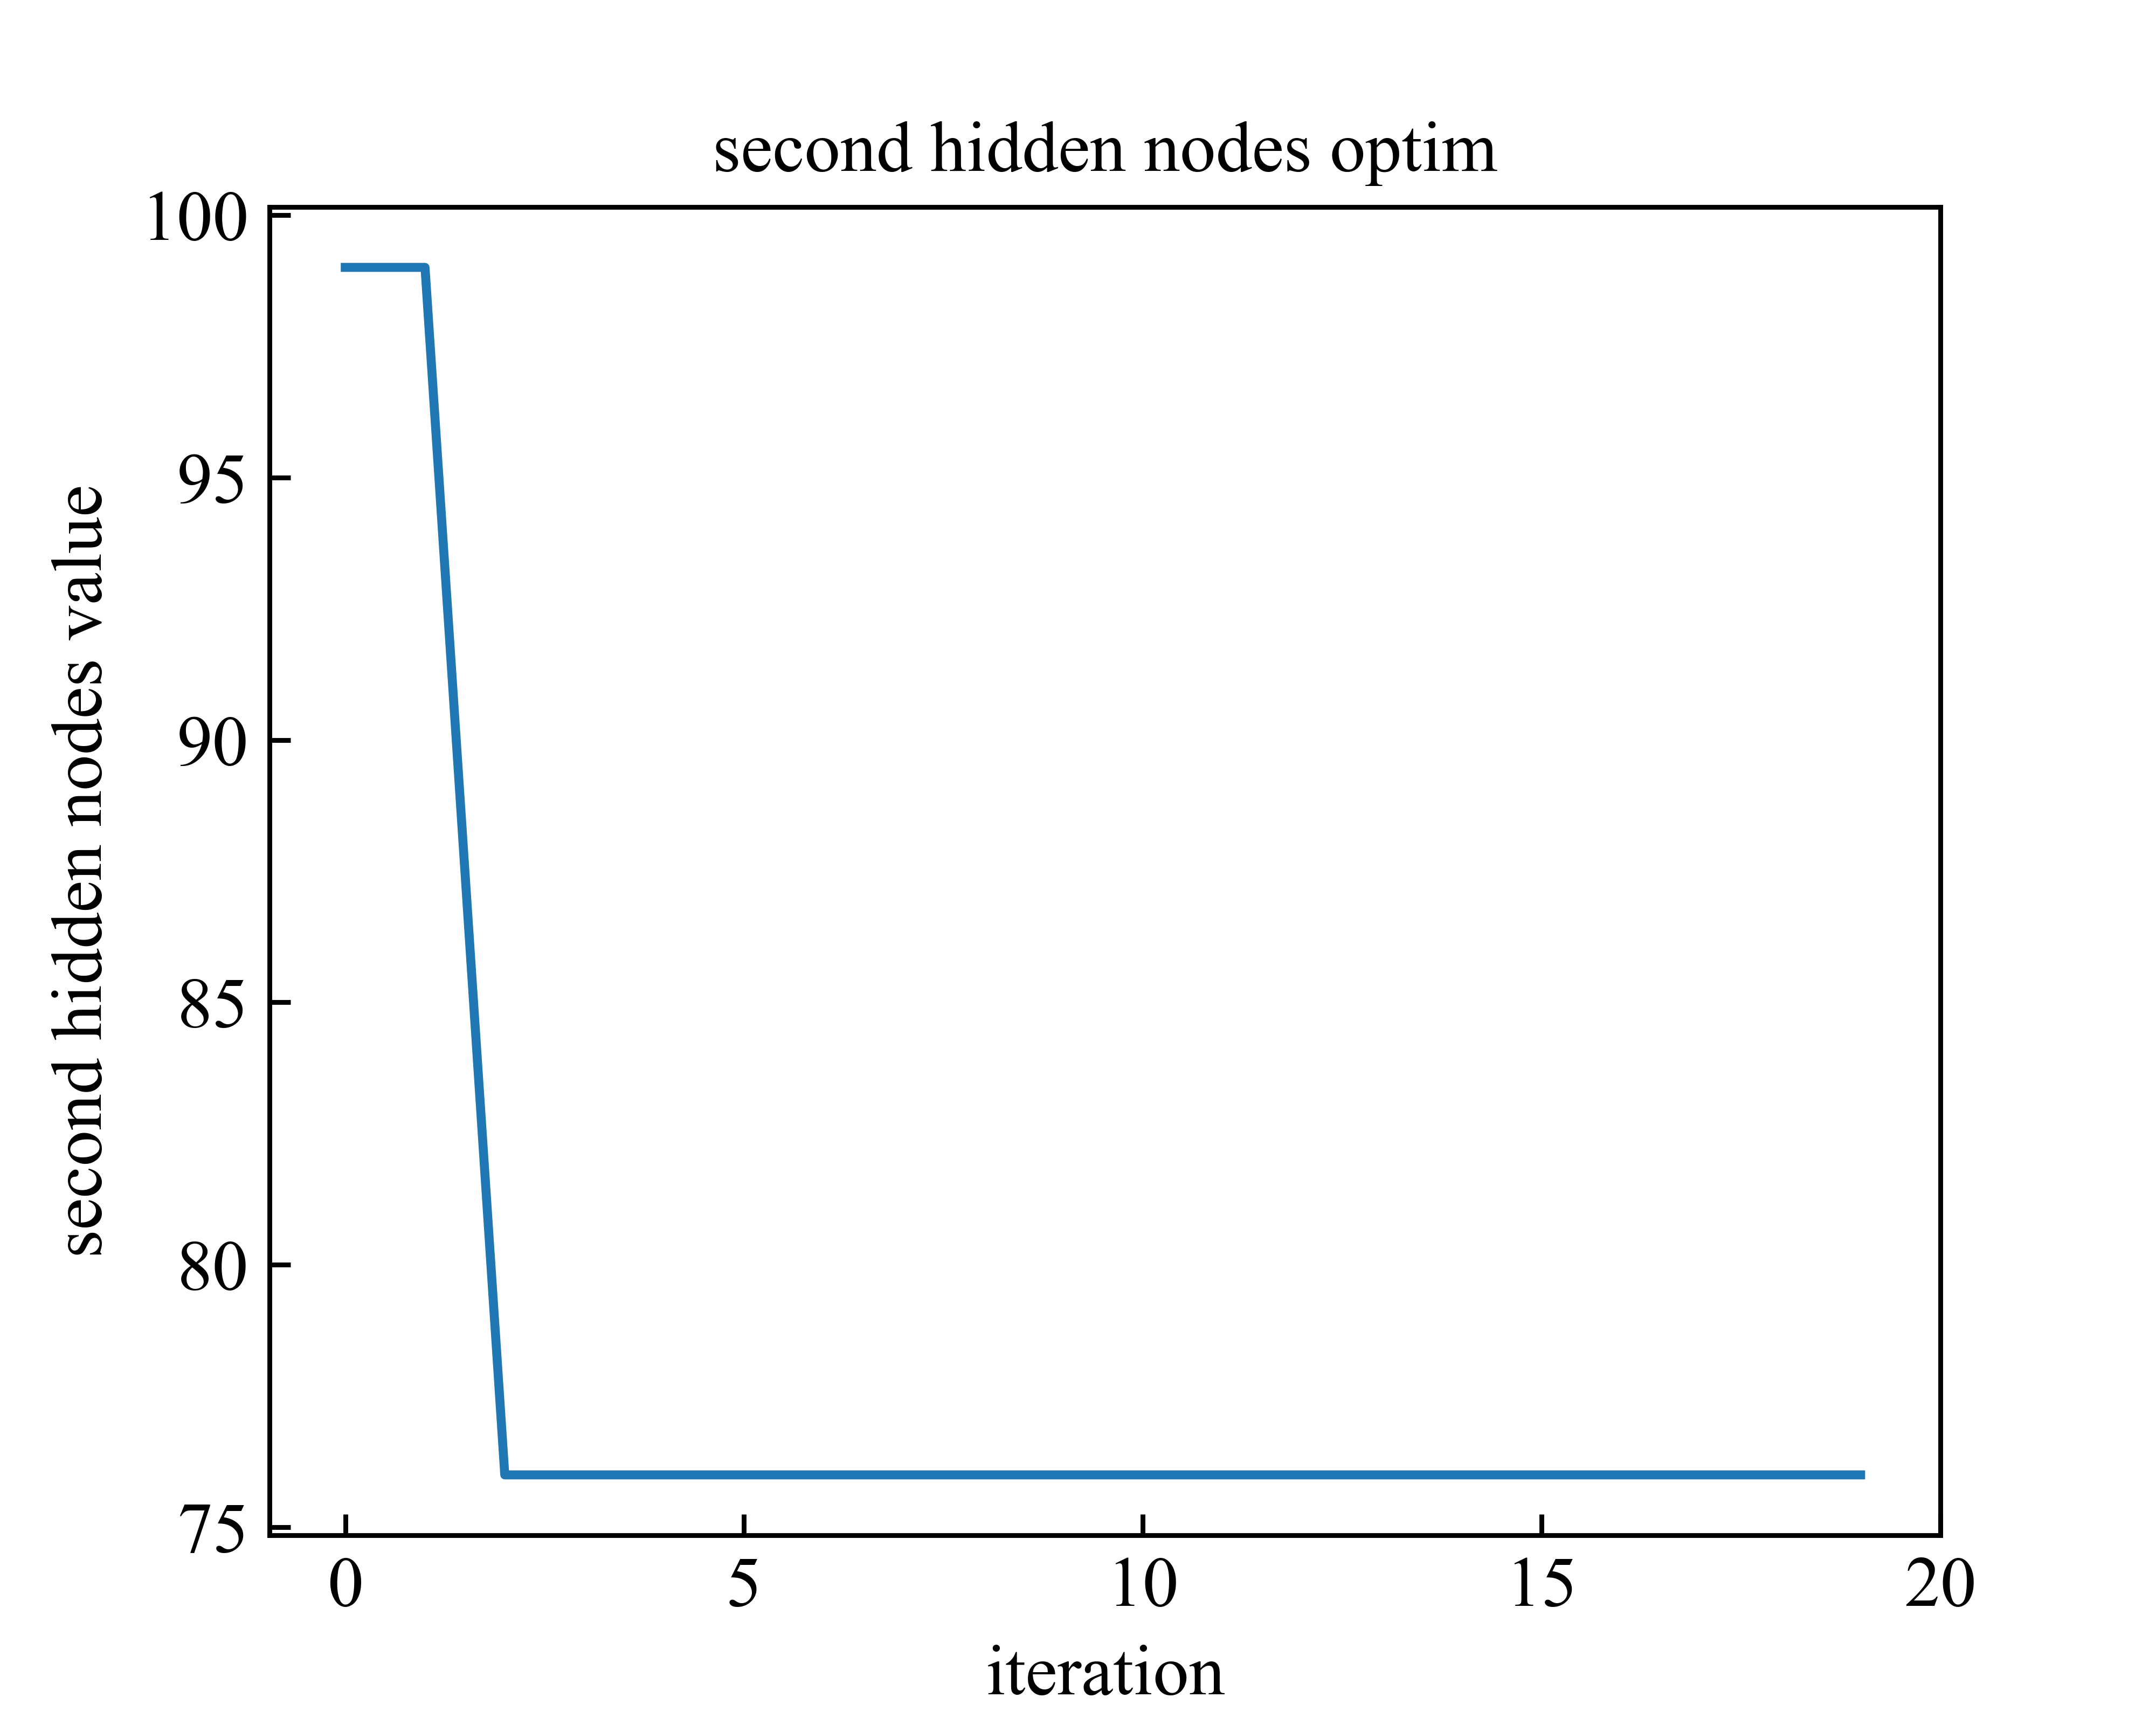 second hidden nodes optim
100
95
90
85
80
75
second hidden nodes value
0 5 10 15 20
iteration